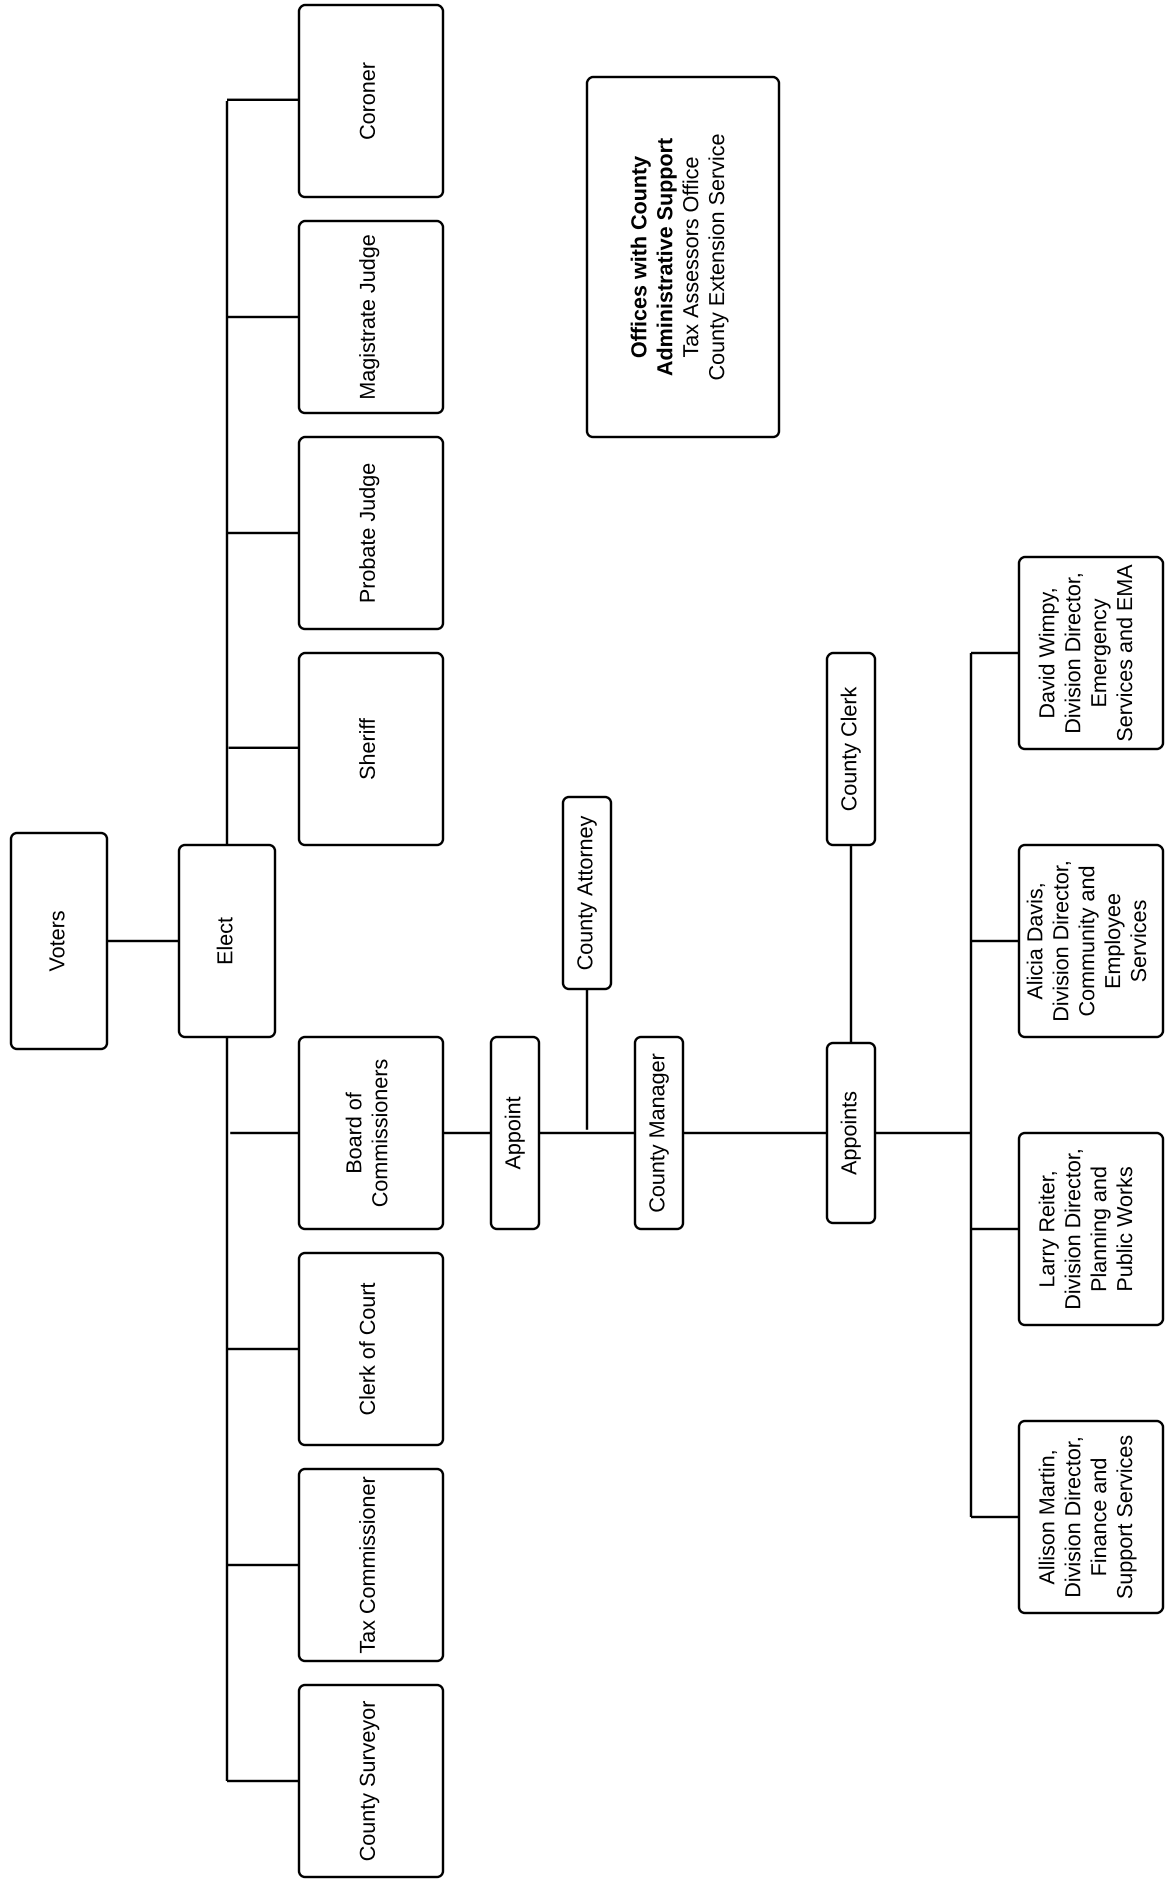 Voters
Elect
County Surveyor
Tax Commissioner
Clerk of Court
Board of
Commissioners
Sheriff
Probate Judge
Magistrate Judge
Coroner
Appoint
County Attorney
County Manager
Offices with County
Administrative Support
Tax Assessors Office
County Extension Service
Appoints
County Clerk
Allison Martin,
Division Director,
Finance and
Support Services
Larry Reiter,
Division Director,
Planning and
Public Works
Alicia Davis,
Division Director,
Community and
Employee
Services
David Wimpy,
Division Director,
Emergency
Services and EMA